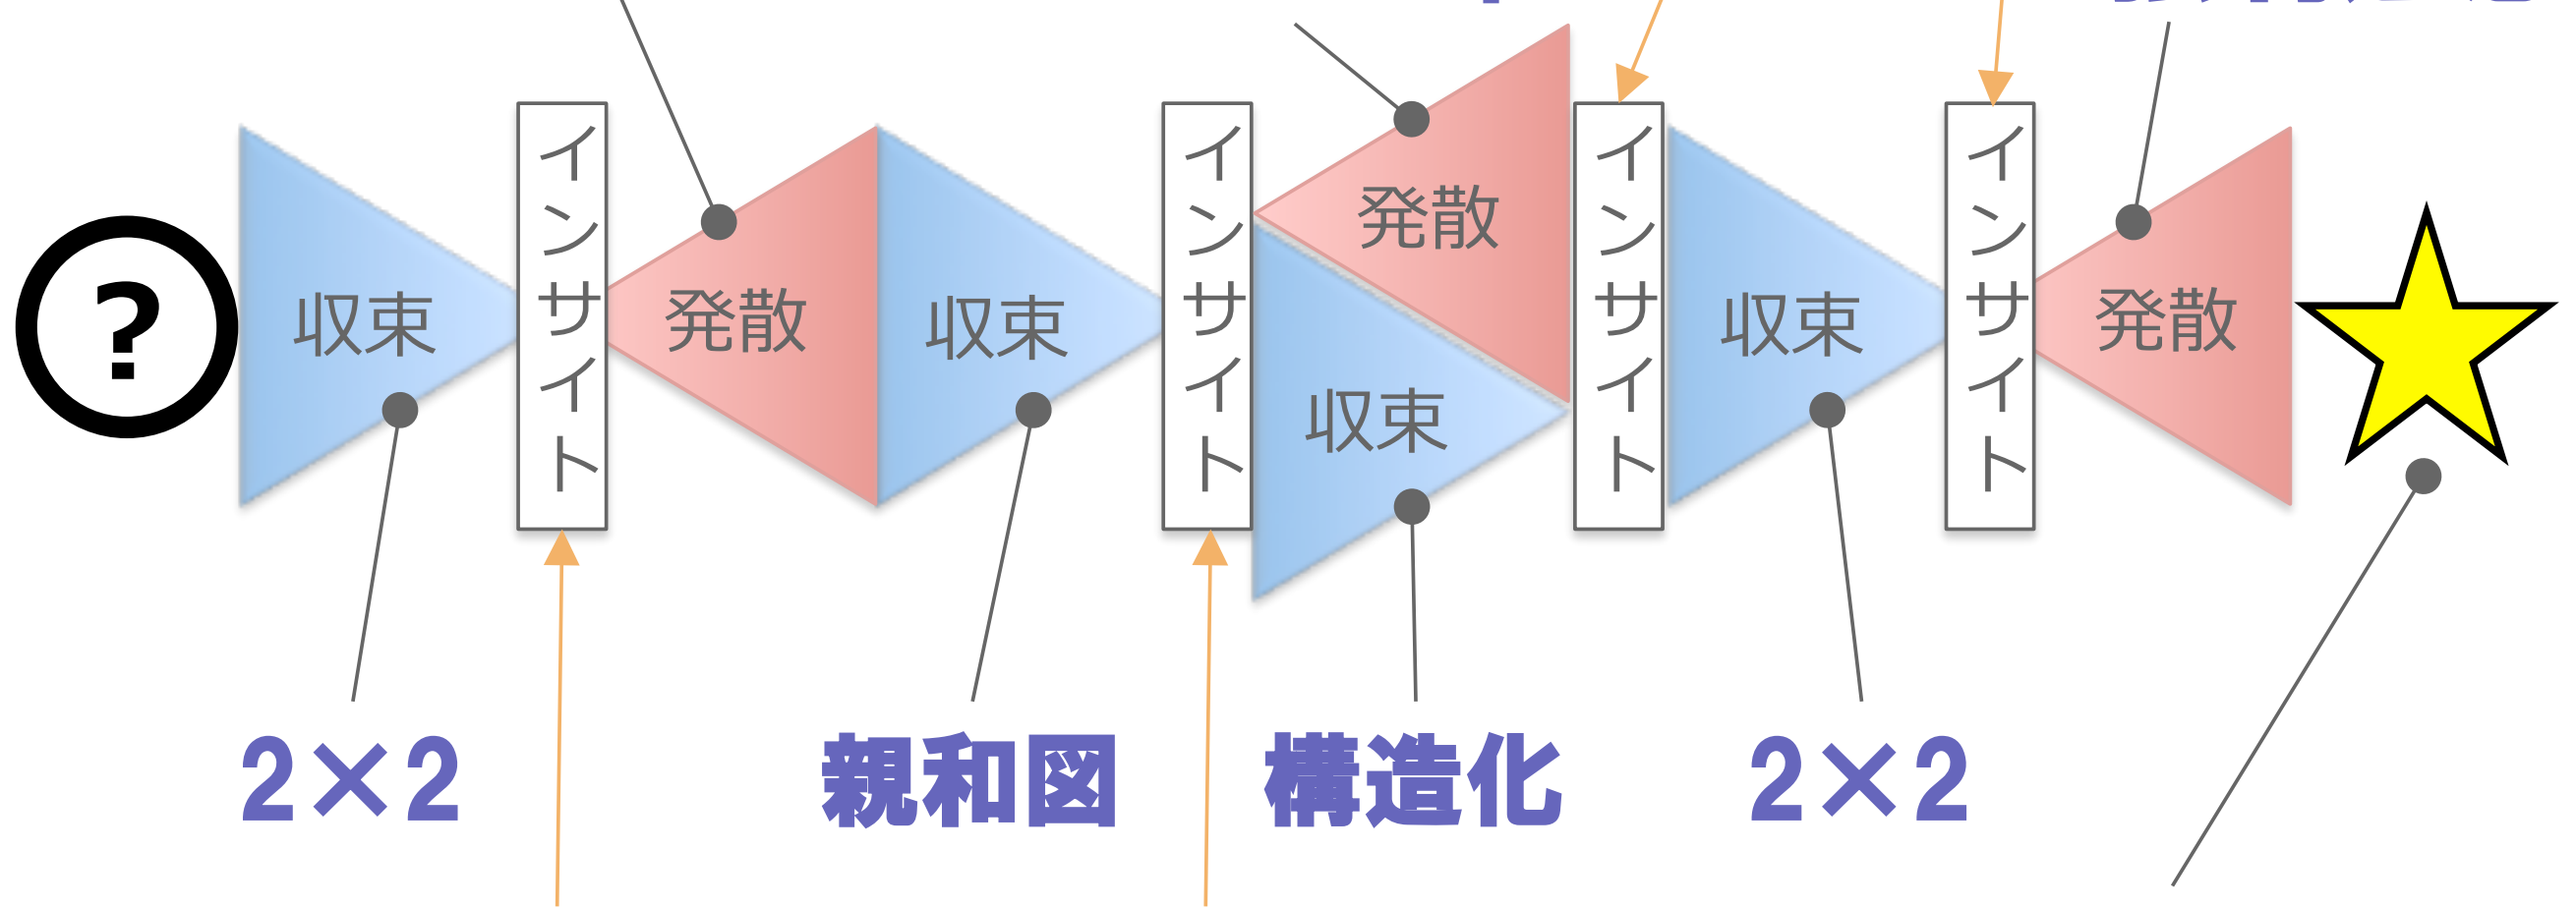 ?
収束
インサイト
発散
収束
インサイト
発散
収束
インサイト
収束
インサイト
発散
2×2
親和図
構造化
2×2